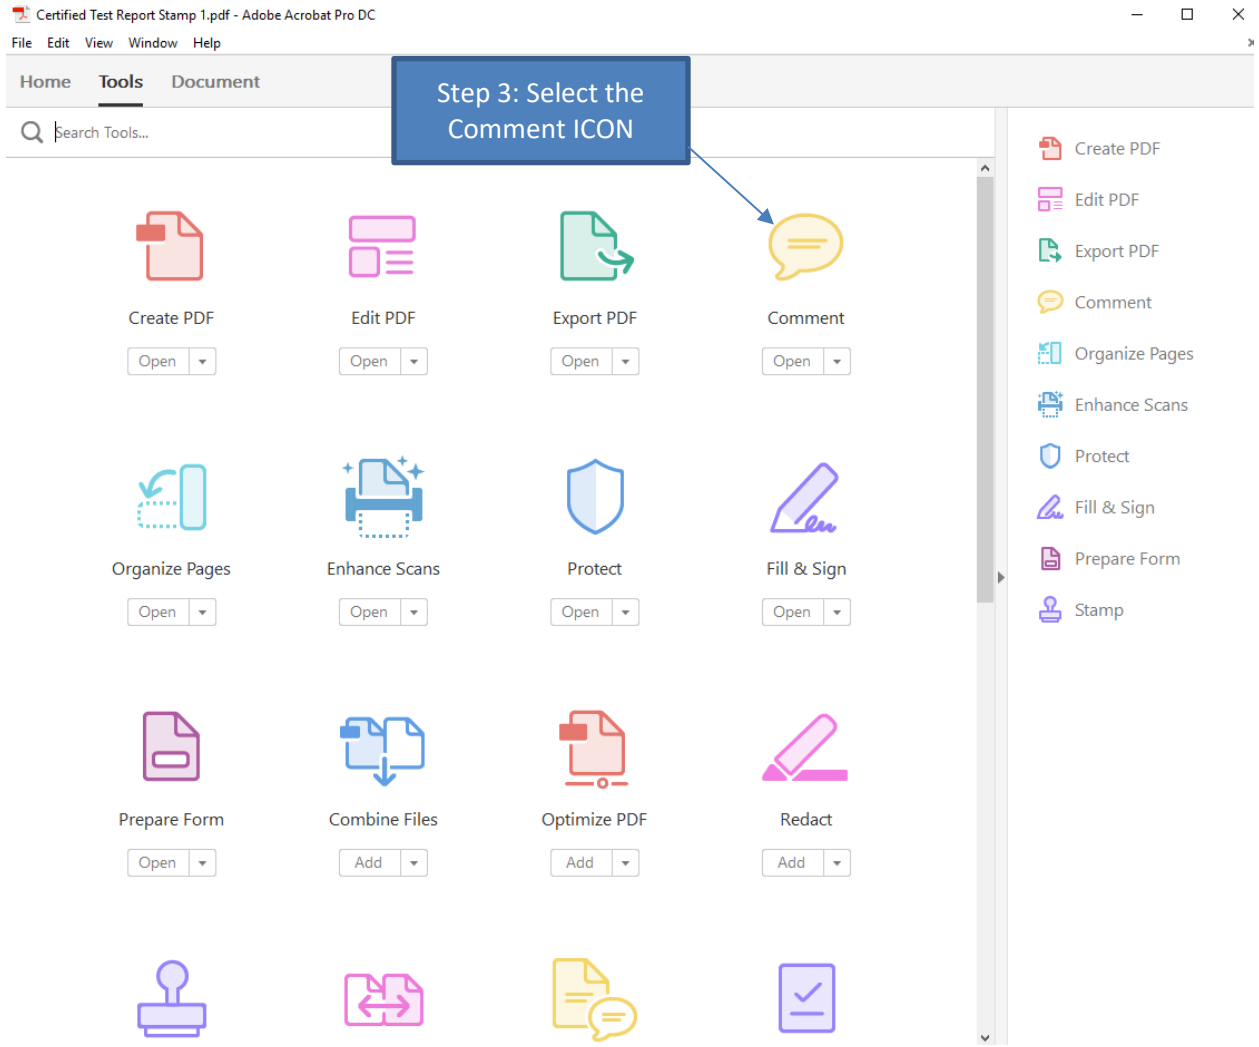 Certified Test Report Stamp 1.pdf - Adobe Acrobat Pro DC
File Edit View Window Help
Home Tools Document
Step 3: Select the
Comment ICON
Search Tools...
Create PDF
Edit PDF
Export PDF
Comment
Open
Open
Open
Open
Organize Pages
Enhance Scans
Protect
Fill & Sign
Open
Open
Open
Open
Prepare Form
Combine Files
Optimize PDF
Redact
Open
Add
Add
Add
Create PDF
Edit PDF
Export PDF
Comment
Organize Pages
Enhance Scans
Protect
Fill & Sign
Prepare Form
Stamp